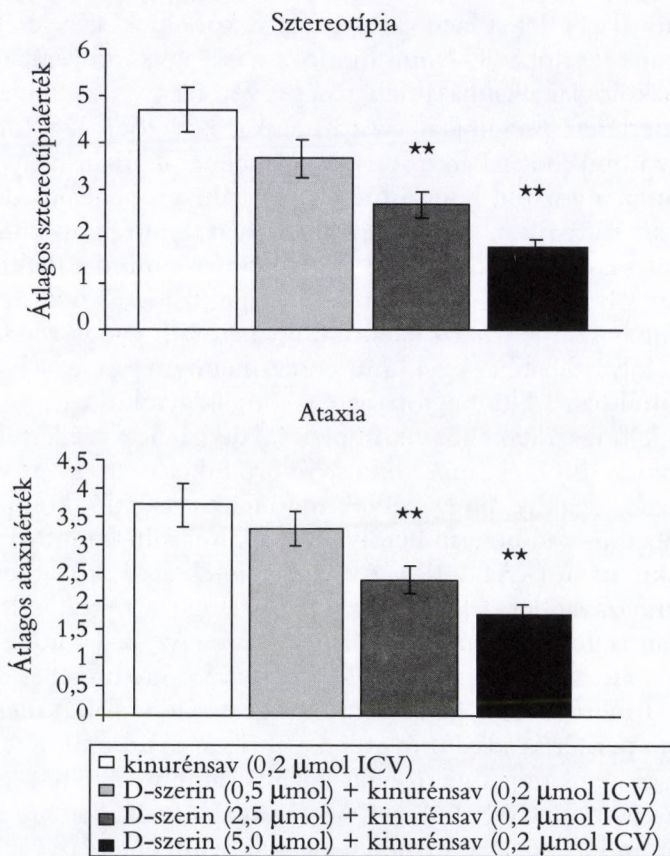 Sztereotípia
Átlagos sztereotípiaérték
6
5
4
3
2
1
0
**
**
Ataxia
Átlagos ataxiaérték
4,5
4
3,5
3
2,5
2
1,5
1
0,5
0
**
**
kinurénsav (0,2 μmol ICV)
D-szerin (0,5 μmol) + kinurénsav (0,2 μmol ICV)
D-szerin (2,5 μmol) + kinurénsav (0,2 μmol ICV)
D-szerin (5,0 μmol) + kinurénsav (0,2 μmol ICV)